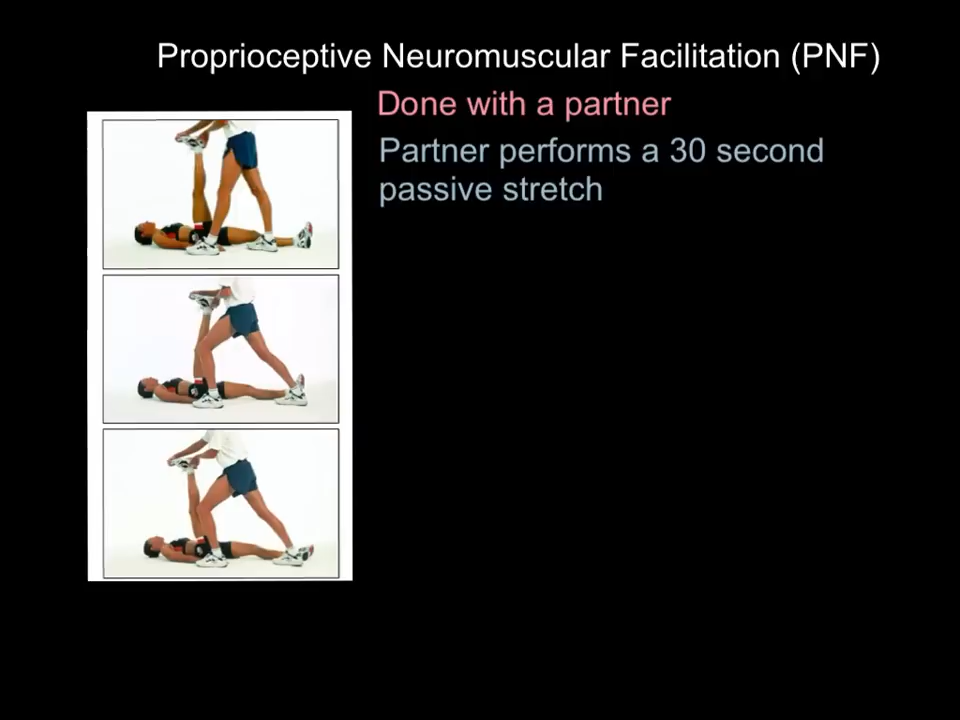 Proprioceptive Neuromuscular Facilitation (PNF)
Done with a partner
Partner performs a 30 second
passive stretch